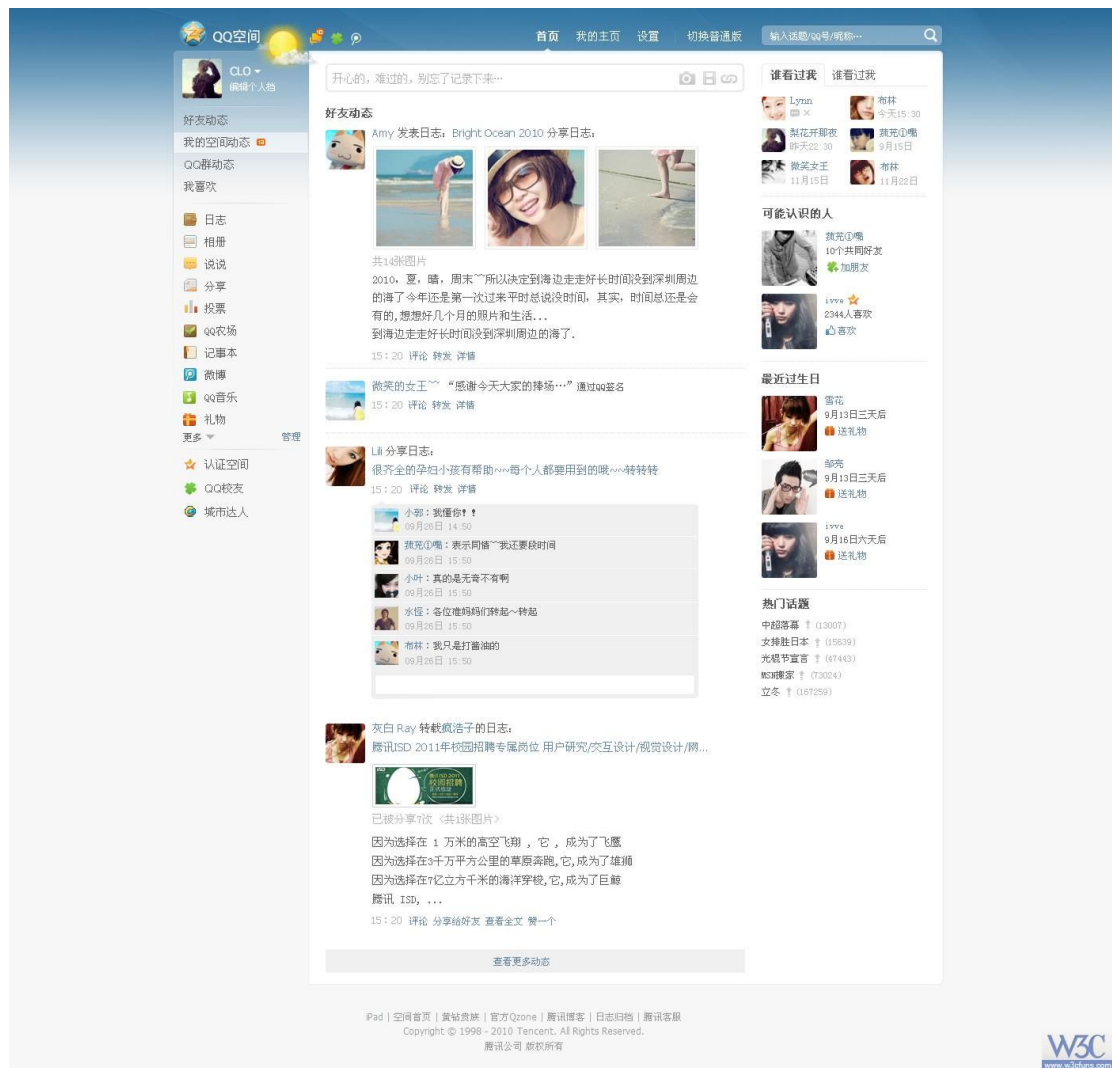 QQ空间
首页 我的主页 设置 切换普通版
输入话题/QQ号/昵称…
CLO
编辑个人档
好友动态
我的空间动态
QQ群动态
我喜欢
日志
相册
说说
分享
投票
QQ农场
记事本
微博
QQ音乐
礼物
更多 管理
认证空间
QQ校友
城市达人
开心的，难过的，别忘了记录下来…
好友动态
Amy 发表日志：Bright Ocean 2010 分享日志：
共14张图片
2010，夏，晴，周末~~所以决定到海边走走好长时间没到深圳周边
的海了今年还是第一次过来平时总说没时间，其实，时间总还是会
有的,想想好几个月的照片和生活...
到海边走走好长时间没到深圳周边的海了.
15：20 评论 转发 详情
微笑的女王~~ “感谢今天大家的捧场…” 通过QQ签名
15：20 评论 转发 详情
Lili 分享日志：
很齐全的孕妇小孩有帮助~~每个人都要用到的哦~~转转转
15：20 评论 转发 详情
小郭：我懂你！！
09月26日 14:50
：表示同情~~我还要段时间
09月26日 15:50
小叶：真的是无奇不有啊
09月26日 15:50
水怪：各位准妈妈们转起～转起
09月26日 15:50
布林：我只是打酱油的
09月26日 15:50
灰白 Ray 转载疯浩子的日志：
腾讯ISD 2011年校园招聘专属岗位 用户研究/交互设计/视觉设计/网...
腾讯ISD 2011
校园招聘
正式启动
已被分享7次（共1张图片）
因为选择在 1 万米的高空飞翔 ，它 ，成为了飞鹰
因为选择在3千万平方公里的草原奔跑,它,成为了雄狮
因为选择在7亿立方千米的海洋穿梭,它,成为了巨鲸
腾讯 ISD, ...
15：20 评论 分享给好友 查看全文 赞一个
查看更多动态
谁看过我 谁看过我
Lynn
布林
今天15:30
梨花开那夜
昨天22:30
9月15日
微笑女王
11月15日
布林
11月22日
可能认识的人
10个共同好友
加朋友
ivve
2344人喜欢
喜欢
最近过生日
雪花
9月13日三天后
送礼物
邹亮
9月13日三天后
送礼物
ivve
9月16日六天后
送礼物
热门话题
中超落幕 ↑ (13007)
女排胜日本 ↑ (15639)
光棍节宣言 ↑ (47443)
MSN搬家 ↑ (73024)
立冬 ↑ (167259)
iPad | 空间首页 | 黄钻贵族 | 官方Qzone | 腾讯博客 | 日志归档 | 腾讯客服
Copyright © 1998 - 2010 Tencent. All Rights Reserved.
腾讯公司 版权所有
W3C
www.w3cfuns.com